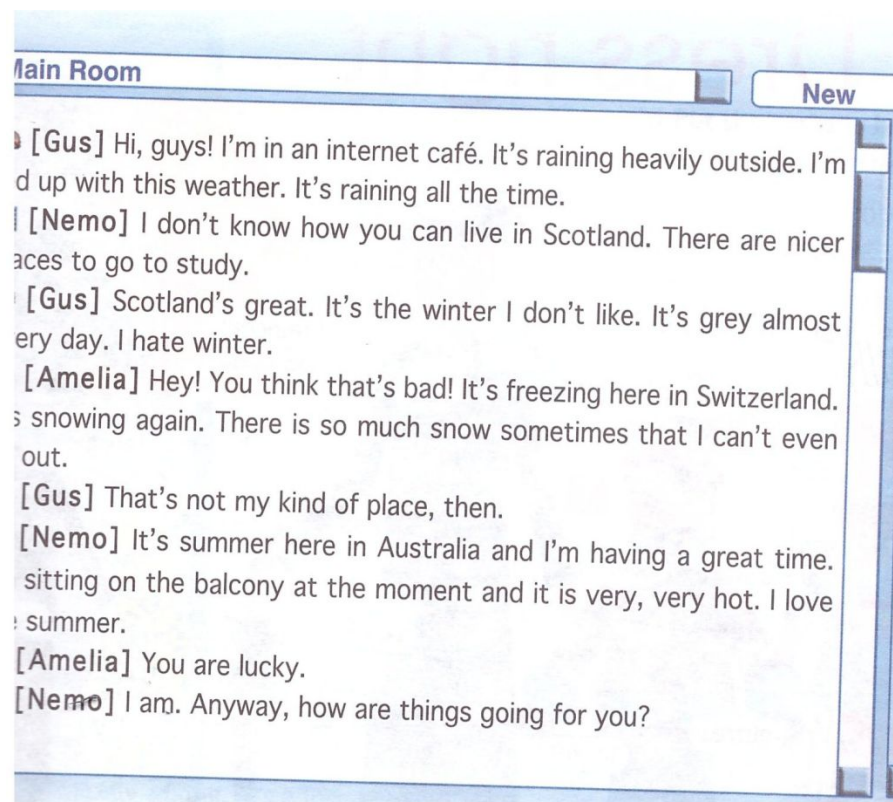 Main Room
New
[Gus] Hi, guys! I'm in an internet café. It's raining heavily outside. I'm
d up with this weather. It's raining all the time.
[Nemo] I don't know how you can live in Scotland. There are nicer
aces to go to study.
[Gus] Scotland's great. It's the winter I don't like. It's grey almost
ery day. I hate winter.
[Amelia] Hey! You think that's bad! It's freezing here in Switzerland.
s snowing again. There is so much snow sometimes that I can't even
out.
[Gus] That's not my kind of place, then.
[Nemo] It's summer here in Australia and I'm having a great time.
sitting on the balcony at the moment and it is very, very hot. I love
summer.
[Amelia] You are lucky.
[Nemo] I am. Anyway, how are things going for you?